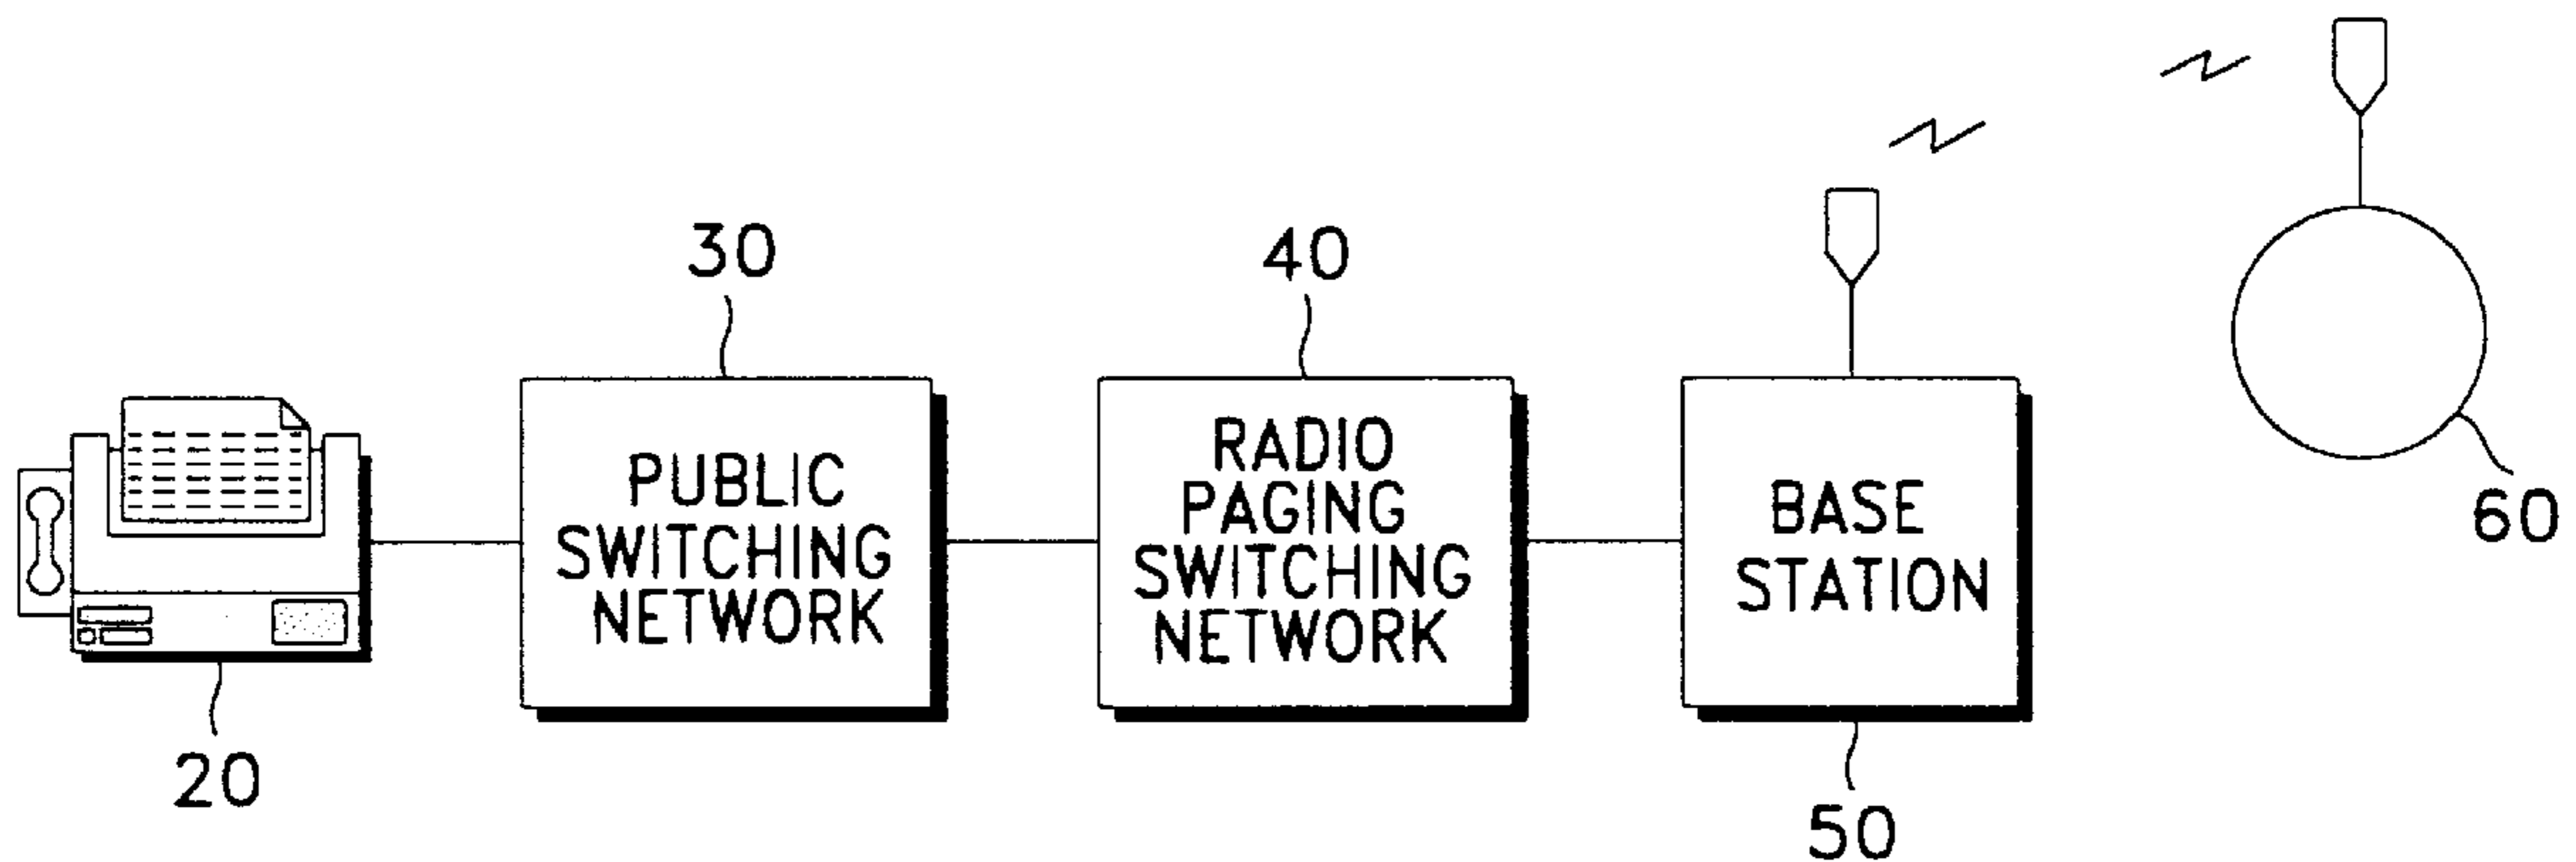 30
40
PUBLIC
SWITCHING
NETWORK
RADIO
PAGING
SWITCHING
NETWORK
BASE
STATION
60
20
50